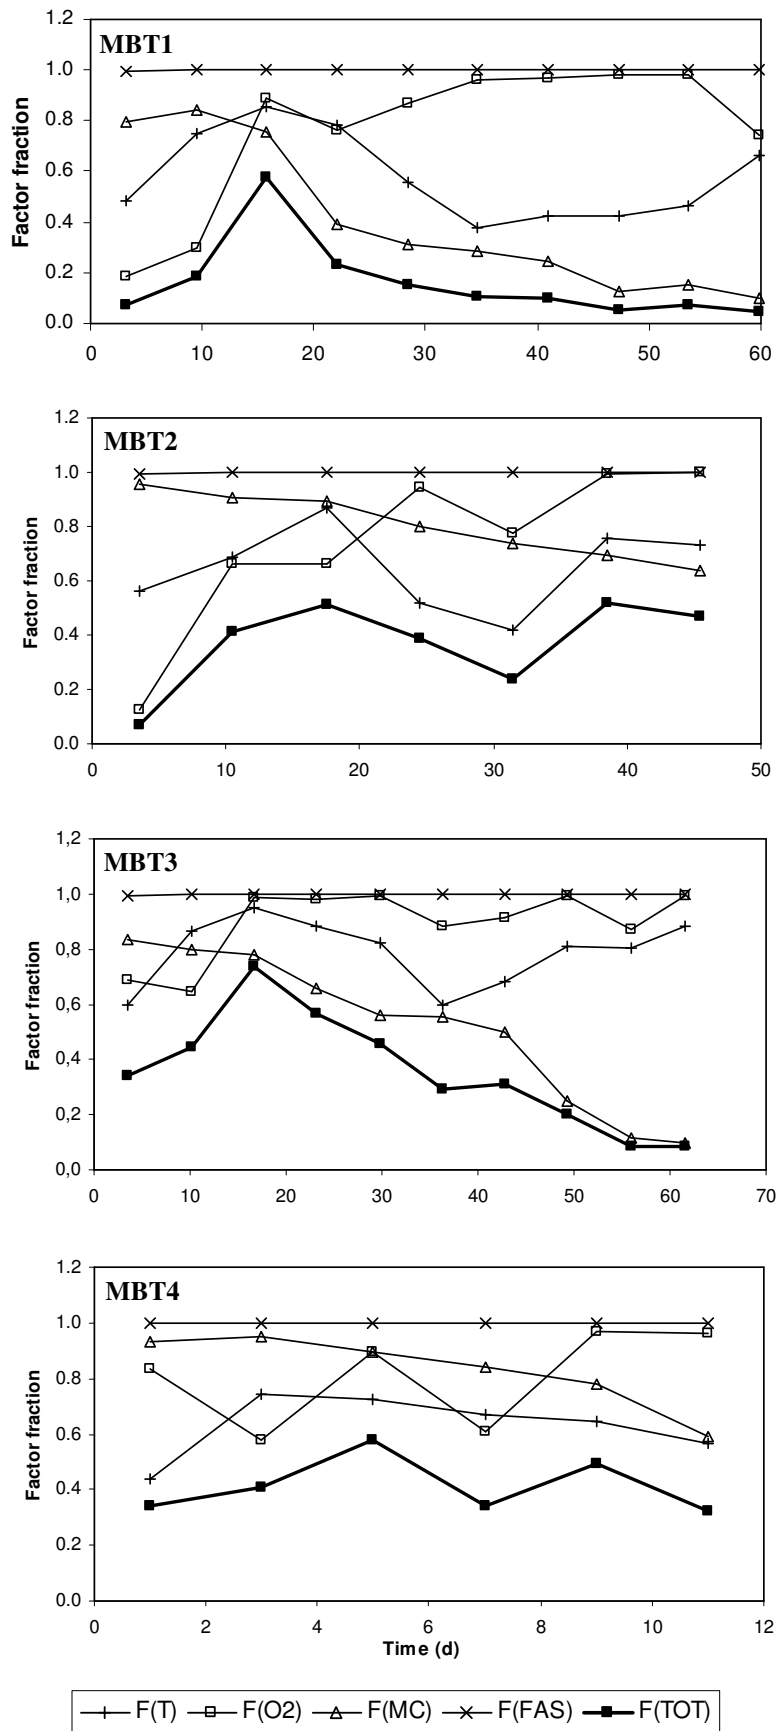 MBT1
Factor fraction
1.2
1.0
0.8
0.6
0.4
0.2
0.0
0 10 20 30 40 50 60
MBT2
Factor fraction
1.2
1.0
0.8
0.6
0.4
0.2
0.0
0 10 20 30 40 50
MBT3
Factor fraction
1,2
1,0
0,8
0,6
0,4
0,2
0,0
0 10 20 30 40 50 60 70
MBT4
Factor fraction
1.2
1.0
0.8
0.6
0.4
0.2
0.0
0 2 4 6 8 10 12
Time (d)
F(T) F(O2) F(MC) F(FAS) F(TOT)